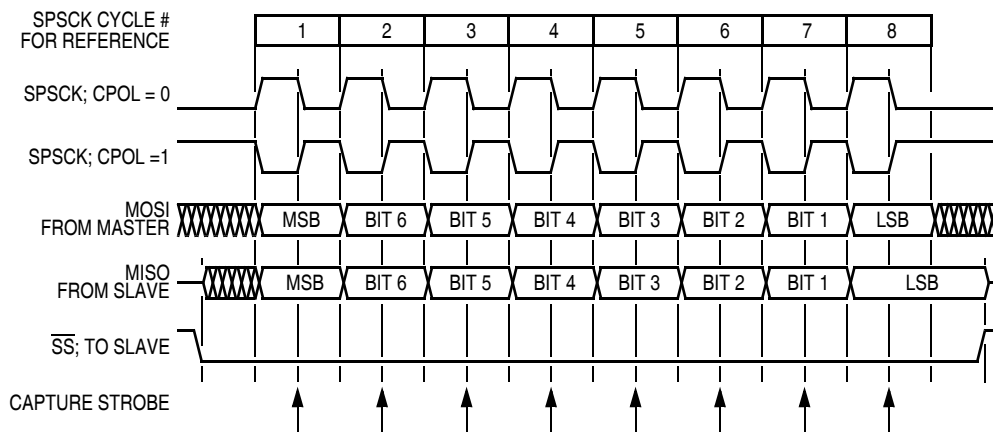 SPSCK CYCLE #
FOR REFERENCE
1 2 3 4 5 6 7 8
SPSCK; CPOL = 0
SPSCK; CPOL =1
MOSI
FROM MASTER
MSB BIT 6 BIT 5 BIT 4 BIT 3 BIT 2 BIT 1 LSB
MISO
FROM SLAVE
MSB BIT 6 BIT 5 BIT 4 BIT 3 BIT 2 BIT 1 LSB
SS; TO SLAVE
CAPTURE STROBE